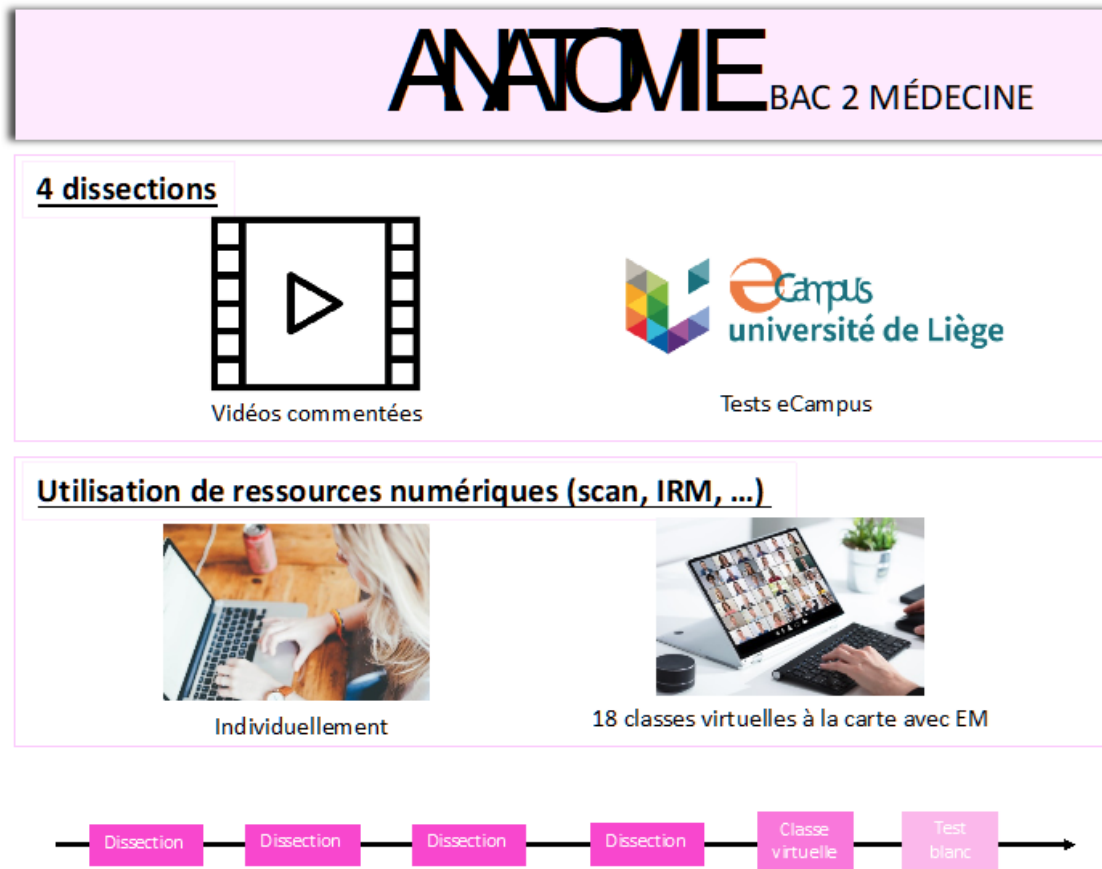 ANATOMIE BAC 2 MÉDECINE
4 dissections
eCampus
université de Liège
Vidéos commentées
Tests eCampus
Utilisation de ressources numériques (scan, IRM, ...)
Individuellement
18 classes virtuelles à la carte avec EM
Dissection
Dissection
Dissection
Dissection
Classe
virtuelle
Test
blanc